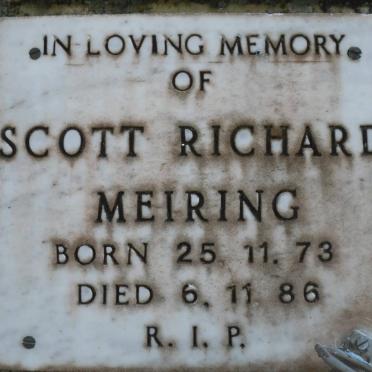 IN LOVING MEMORY
OF
SCOTT RICHARD
MEIRING
BORN 25. 11. 73
DIED 6. 11 86
R. I. P.